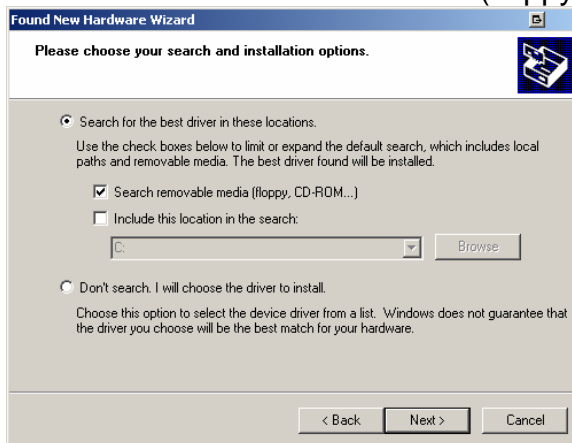 Found New Hardware Wizard
Please choose your search and installation options.
Search for the best driver in these locations.
Use the check boxes below to limit or expand the default search, which includes local
paths and removable media. The best driver found will be installed.
Search removable media (floppy, CD-ROM...)
Include this location in the search:
C:
Browse
Don't search. I will choose the driver to install.
Choose this option to select the device driver from a list. Windows does not guarantee that
the driver you choose will be the best match for your hardware.
< Back
Next >
Cancel